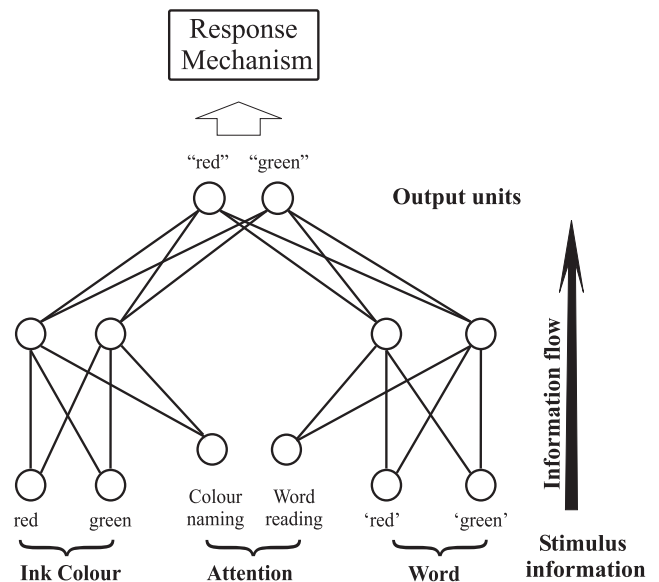 Response
Mechanism
“red” “green”
Output units
Information flow
Colour
naming
Word
reading
red green
‘red’ ‘green’
Ink Colour
Attention
Word
Stimulus
information